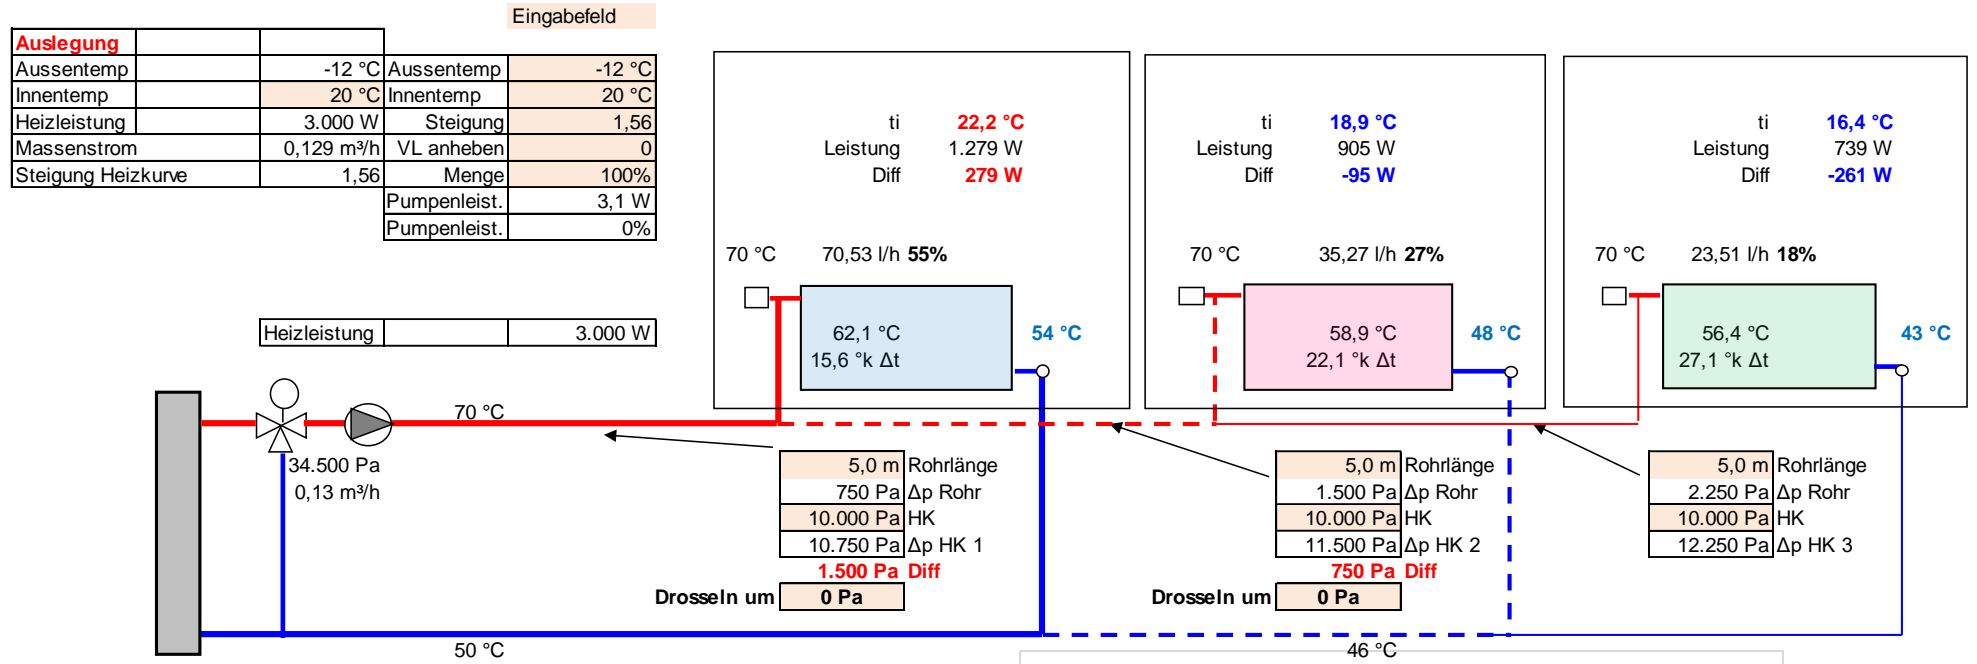 Eingabefeld
Auslegung
Aussentemp -12 °C Aussentemp -12 °C
Innentemp 20 °C Innentemp 20 °C
Heizleistung 3.000 W Steigung 1,56
Massenstrom 0,129 m³/h VL anheben 0
Steigung Heizkurve 1,56 Menge 100%
Pumpenleist. 3,1 W
Pumpenleist. 0%
Heizleistung 3.000 W
ti 22,2 °C
Leistung 1.279 W
Diff 279 W
70 °C 70,53 l/h 55%
62,1 °C
15,6 °k Δt
54 °C
ti 18,9 °C
Leistung 905 W
Diff -95 W
70 °C 35,27 l/h 27%
58,9 °C
22,1 °k Δt
48 °C
ti 16,4 °C
Leistung 739 W
Diff -261 W
70 °C 23,51 l/h 18%
56,4 °C
27,1 °k Δt
43 °C
70 °C
34.500 Pa
0,13 m³/h
5,0 m Rohrlänge
750 Pa Δp Rohr
10.000 Pa HK
10.750 Pa Δp HK 1
1.500 Pa Diff
Drosseln um 0 Pa
5,0 m Rohrlänge
1.500 Pa Δp Rohr
10.000 Pa HK
11.500 Pa Δp HK 2
750 Pa Diff
Drosseln um 0 Pa
5,0 m Rohrlänge
2.250 Pa Δp Rohr
10.000 Pa HK
12.250 Pa Δp HK 3
50 °C
46 °C